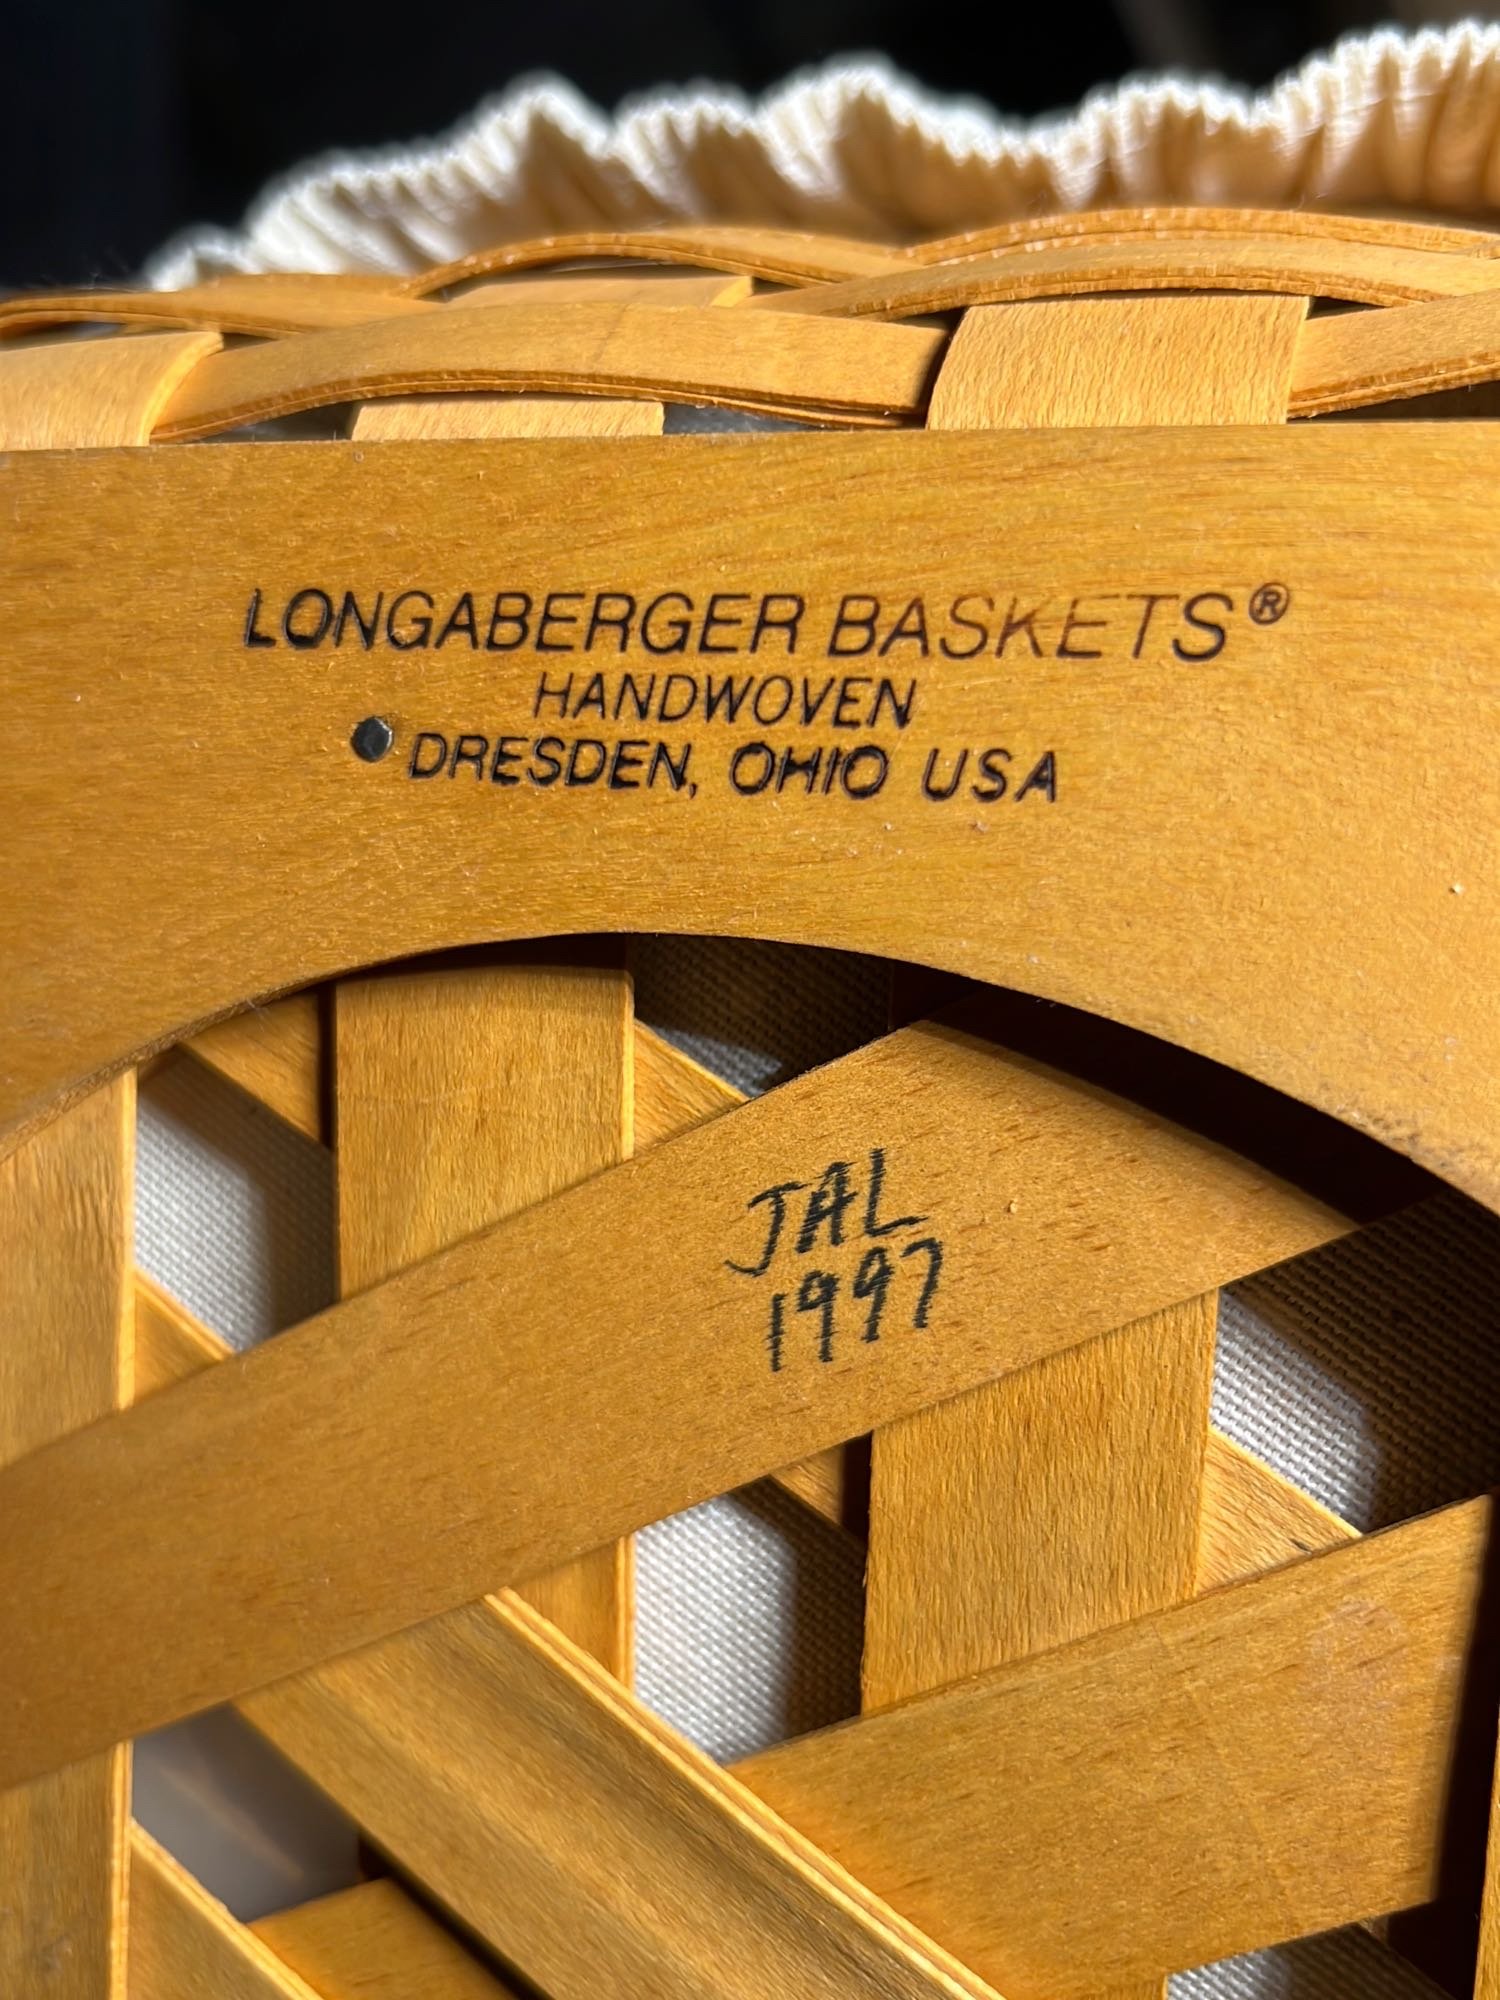 LONGABERGER BASKETS®
HANDWOVEN
DRESDEN, OHIO USA
JAL
1997